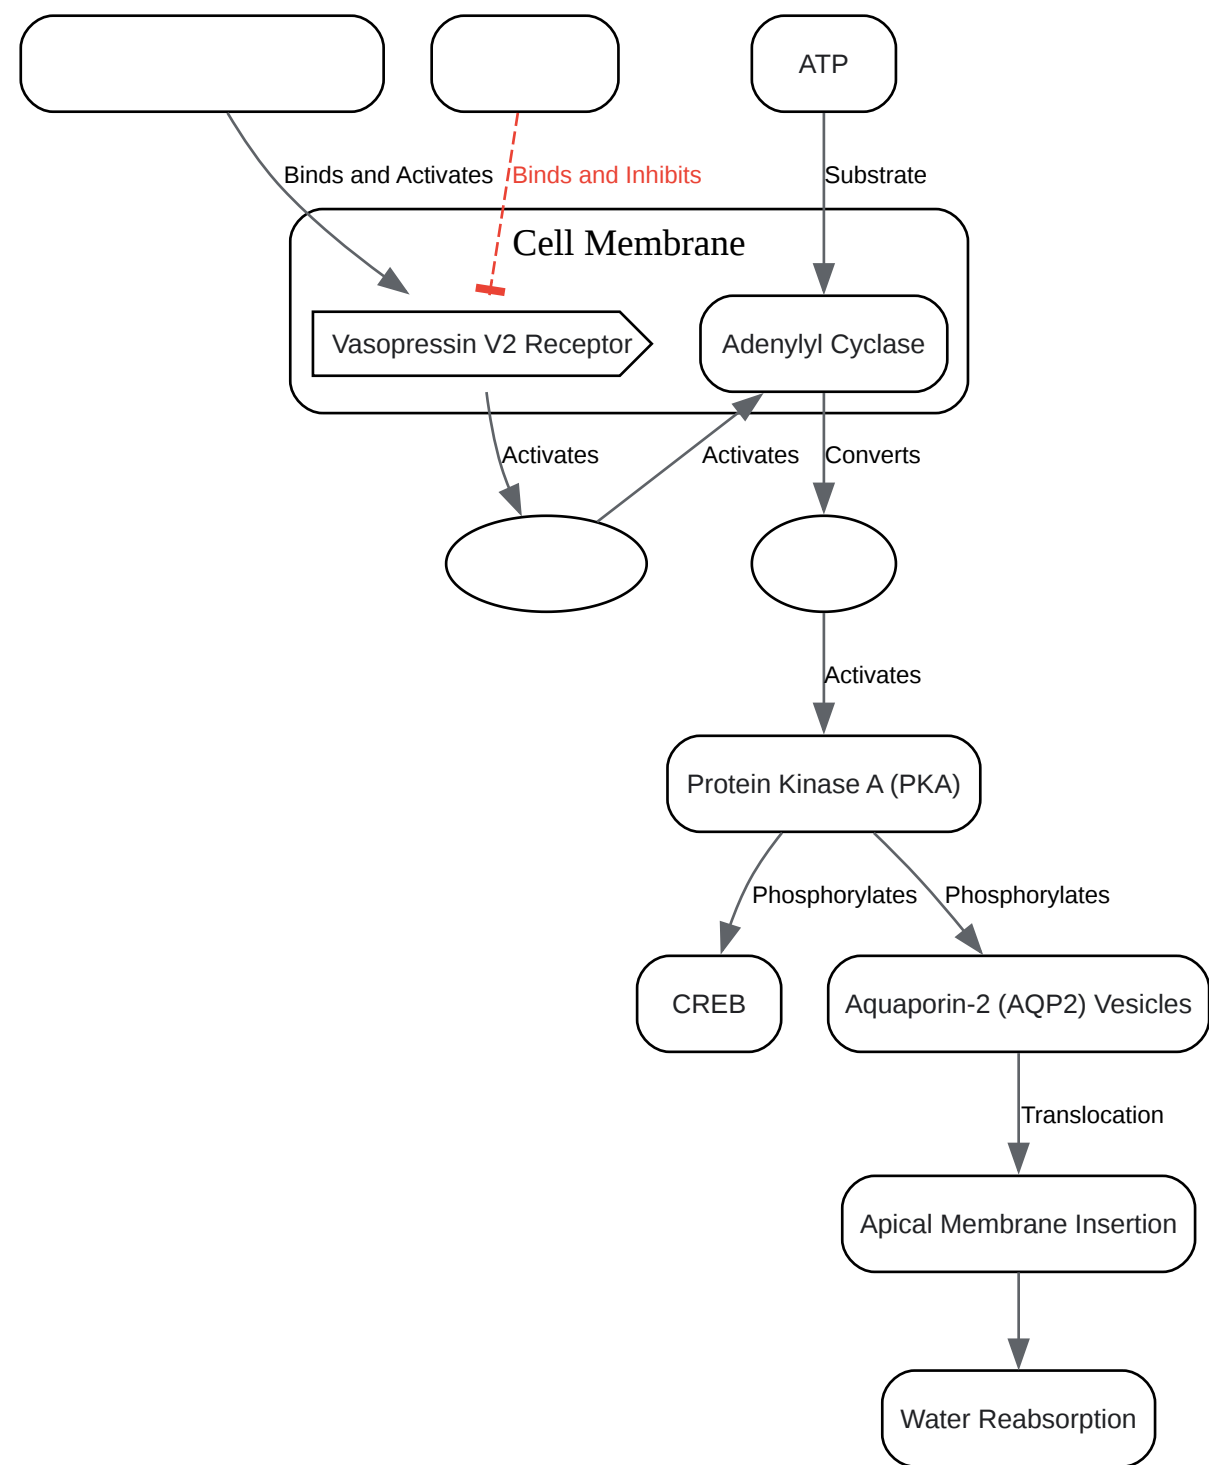 ATP
Binds and Activates
Binds and Inhibits
Substrate
Cell Membrane
Vasopressin V2 Receptor
Adenylyl Cyclase
Activates
Activates
Converts
Activates
Protein Kinase A (PKA)
Phosphorylates
Phosphorylates
CREB
Aquaporin-2 (AQP2) Vesicles
Translocation
Apical Membrane Insertion
Water Reabsorption